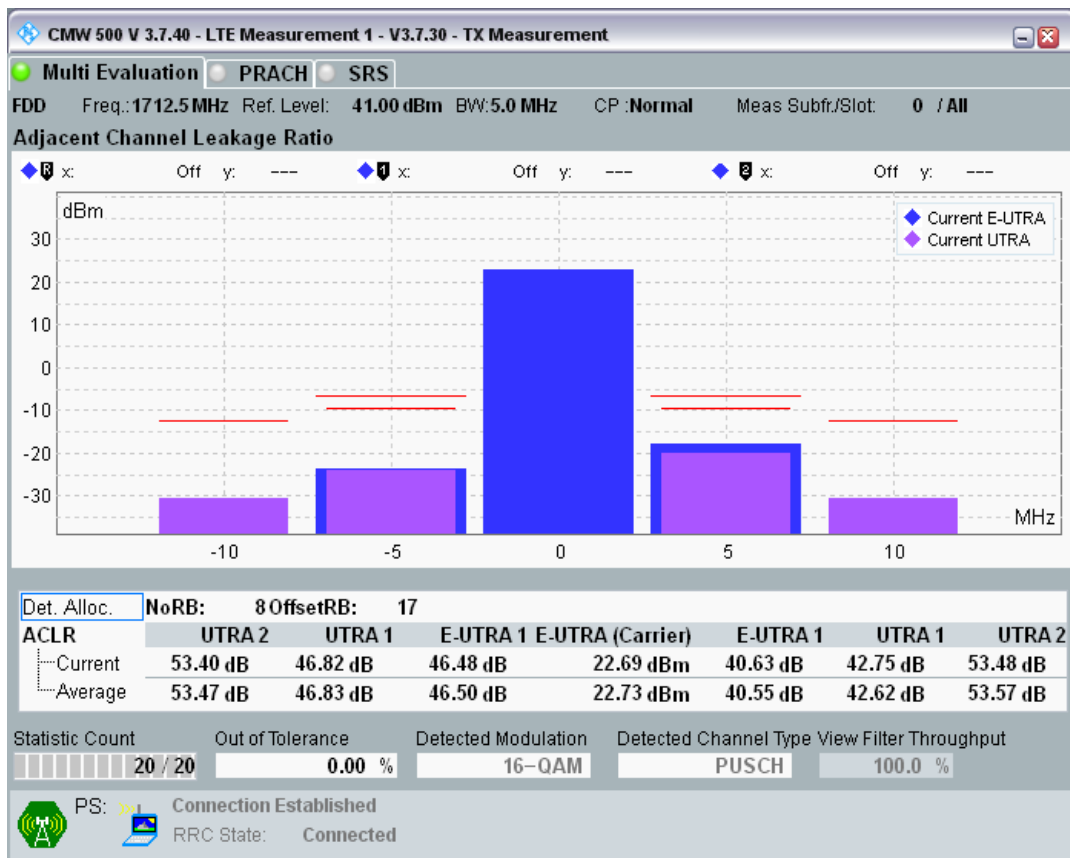 CMW 500 V 3.7.40 - LTE Measurement 1 - V3.7.30 - TX Measurement
Multi Evaluation PRACH SRS
FDD Freq.: 1712.5 MHz Ref. Level: 41.00 dBm BW: 5.0 MHz CP : Normal Meas Subfr./Slot: 0 / All
Adjacent Channel Leakage Ratio
R x: Off y: --- 1 x: Off y: --- 2 x: Off y: ---
dBm
Current E-UTRA
Current UTRA
30
20
10
0
-10
-20
-30
MHz
-10 -5 0 5 10
Det. Alloc. NoRB: 8 OffsetRB: 17
ACLR UTRA 2 UTRA 1 E-UTRA 1 E-UTRA (Carrier) E-UTRA 1 UTRA 1 UTRA 2
Current 53.40 dB 46.82 dB 46.48 dB 22.69 dBm 40.63 dB 42.75 dB 53.48 dB
Average 53.47 dB 46.83 dB 46.50 dB 22.73 dBm 40.55 dB 42.62 dB 53.57 dB
Statistic Count Out of Tolerance Detected Modulation Detected Channel Type View Filter Throughput
20 / 20 0.00 % 16-QAM PUSCH 100.0 %
PS: Connection Established
RRC State: Connected